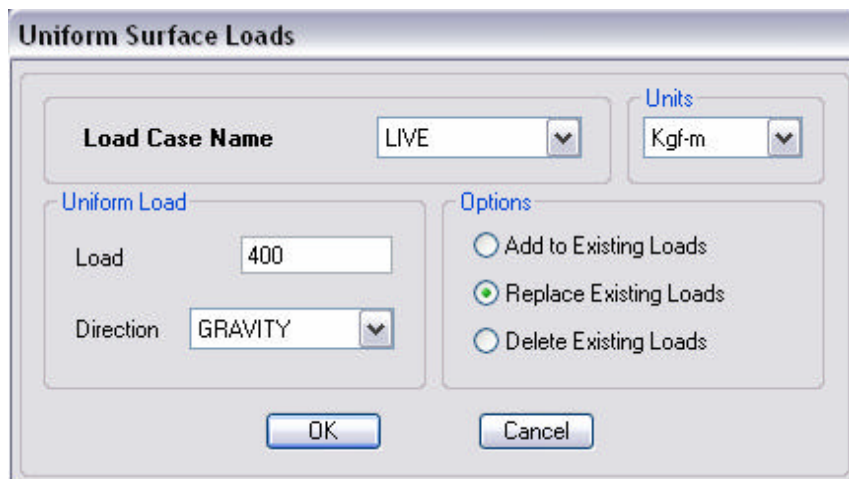 Uniform Surface Loads
Load Case Name
LIVE
Units
Kgf-m
Uniform Load
Load
400
Direction
GRAVITY
Options
Add to Existing Loads
Replace Existing Loads
Delete Existing Loads
OK
Cancel